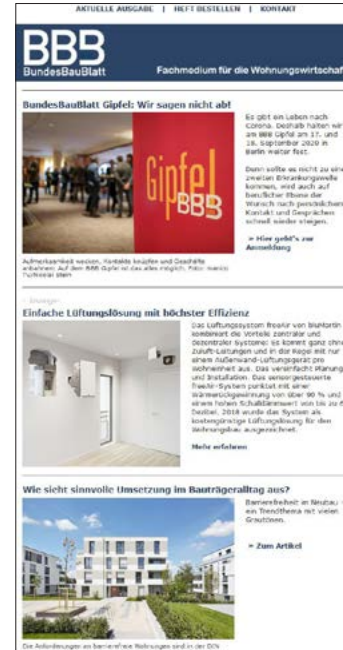 AKTUELLE AUSGABE | HEFT BESTELLEN | KONTAKT
BBB
BundesBauBlatt
Fachmedium für die Wohnungswirtschaf
BundesBauBlatt Gipfel: Wir sagen nicht ab!
Gipfel
BBB
Es gibt ein Leben nach
Corona. Deshalb halten wir
am BBB Gipfel am 17. und
18. September 2020 in
Berlin weiter fest.
Denn sollte es nicht zu eine
zweiten Erkrankungswelle
kommen, wird auch auf
beruflicher Ebene der
Wunsch nach persönlichem
Kontakt und Gesprächen
schnell wieder steigen.
» Hier geht's zur
Anmeldung
Aufmerksamkeit wecken, Kontakte knüpfen und Geschäfte
anbahnen: Auf dem BBB Gipfel ist das alles möglich. Foto:
- Anzeige -
Einfache Lüftungslösung mit höchster Effizienz
Das Lüftungssystem freeAir von bluMartin
kombiniert die Vorteile zentraler und
dezentraler Systeme: Es kommt ganz ohne
Zuluft-Leitungen und in der Regel mit nur
einem Außenwand-Lüftungsgerät pro
Wohneinheit aus. Das vereinfacht Planung
und Installation. Das sensorgesteuerte
freeAir-System punktet mit einer
Wärmerückgewinnung von über 90 % und
einem hohen Schalldämmwert von bis zu
Dezibel. 2018 wurde das System als
kostengünstige Lüftungslösung für den
Wohnungsbau ausgezeichnet.
Mehr erfahren
Wie sieht sinnvolle Umsetzung im Bauträgeralltag aus?
Barrierefreiheit im Neubau -
ein Trendthema mit vielen
Grautönen.
» Zum Artikel
Die Anforderungen an barrierefreie Wohnungen sind in der DIN